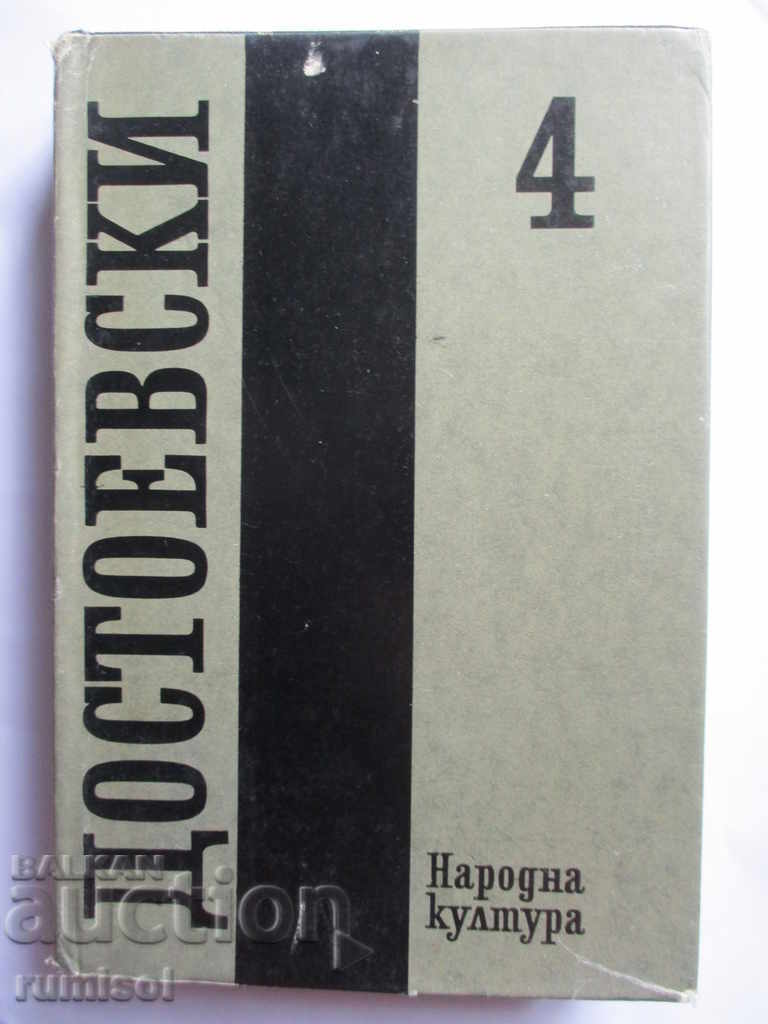 ДОСТОЕВСКИ
4
Народна
култура
BALKAN
auction
rumisol